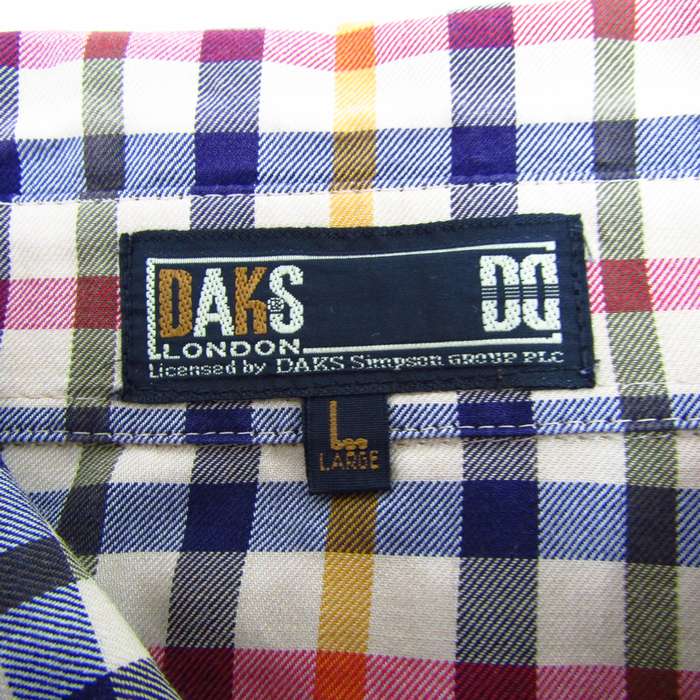 DAKS DD
LONDON
Licensed by DAKS Simpson GROUP PLC
L
LARGE